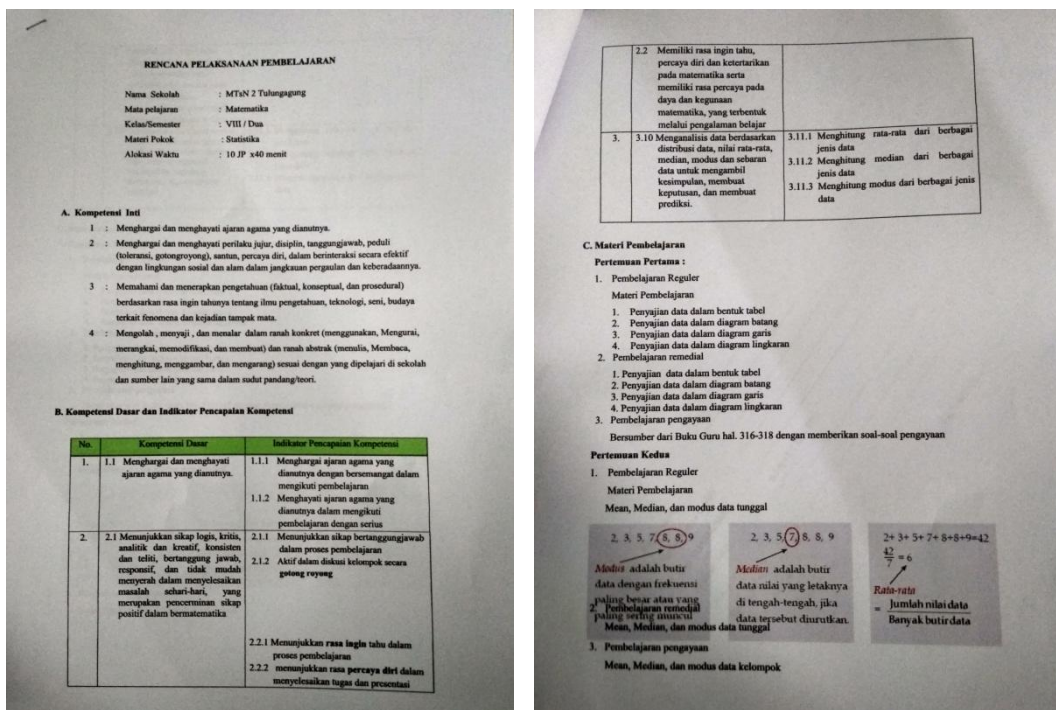 RENCANA PELAKSANAAN PEMBELAJARAN
Nama Sekolah : MTsN 2 Tulungagung
Mata pelajaran : Matematika
Kelas/Semester : VIII / Dua
Materi Pokok : Statistika
Alokasi Waktu : 10 JP x40 menit
A. Kompetensi Inti
1 : Menghargai dan menghayati ajaran agama yang dianutnya.
2 : Menghargai dan menghayati perilaku jujur, disiplin, tanggungjawab, peduli
(toleransi, gotongroyong), santun, percaya diri, dalam berinteraksi secara efektif
dengan lingkungan sosial dan alam dalam jangkauan pergaulan dan keberadaannya.
3 : Memahami dan menerapkan pengetahuan (faktual, konseptual, dan prosedural)
berdasarkan rasa ingin tahunya tentang ilmu pengetahuan, teknologi, seni, budaya
terkait fenomena dan kejadian tampak mata.
4 : Mengolah , menyaji , dan menalar dalam ranah konkret (menggunakan, Mengurai,
merangkai, memodifikasi, dan membuat) dan ranah abstrak (menulis, Membaca,
menghitung, menggambar, dan mengarang) sesuai dengan yang dipelajari di sekolah
dan sumber lain yang sama dalam sudut pandang/teori.
B. Kompetensi Dasar dan Indikator Pencapaian Kompetensi
No. Kompetensi Dasar Indikator Pencapaian Kompetensi
1. 1.1 Menghargai dan menghayati
ajaran agama yang dianutnya.
1.1.1 Menghargai ajaran agama yang
dianutnya dengan bersemangat dalam
mengikuti pembelajaran
1.1.2 Menghayati ajaran agama yang
dianutnya dalam mengikuti
pembelajaran dengan serius
2. 2.1 Menunjukkan sikap logis, kritis,
analitik dan kreatif, konsisten
dan teliti, bertanggung jawab,
responsif, dan tidak mudah
menyerah dalam menyelesaikan
masalah sehari-hari, yang
merupakan pencerminan sikap
positif dalam bermatematika
2.1.1 Menunjukkan sikap bertanggungjawab
dalam proses pembelajaran
2.1.2 Aktif dalam diskusi kelompok secara
gotong royong
2.2.1 Menunjukkan rasa ingin tahu dalam
proses pembelajaran
2.2.2 menunjukkan rasa percaya diri dalam
menyelesaikan tugas dan presentasi
2.2 Memiliki rasa ingin tahu,
percaya diri dan ketertarikan
pada matematika serta
memiliki rasa percaya pada
daya dan kegunaan
matematika, yang terbentuk
melalui pengalaman belajar
3. 3.10 Menganalisis data berdasarkan
distribusi data, nilai rata-rata,
median, modus dan sebaran
data untuk mengambil
kesimpulan, membuat
keputusan, dan membuat
prediksi.
3.11.1 Menghitung rata-rata dari berbagai
jenis data
3.11.2 Menghitung median dari berbagai
jenis data
3.11.3 Menghitung modus dari berbagai jenis
data
C. Materi Pembelajaran
Pertemuan Pertama :
1. Pembelajaran Reguler
Materi Pembelajaran
1. Penyajian data dalam bentuk tabel
2. Penyajian data dalam diagram batang
3. Penyajian data dalam diagram garis
4. Penyajian data dalam diagram lingkaran
2. Pembelajaran remedial
1. Penyajian data dalam bentuk tabel
2. Penyajian data dalam diagram batang
3. Penyajian data dalam diagram garis
4. Penyajian data dalam diagram lingkaran
3. Pembelajaran pengayaan
Bersumber dari Buku Guru hal. 316-318 dengan memberikan soal-soal pengayaan
Pertemuan Kedua
1. Pembelajaran Reguler
Materi Pembelajaran
Mean, Median, dan modus data tunggal
2, 3, 5, 7, 8, 8, 9
Modus adalah butir
data dengan frekuensi
paling besar atau yang
paling sering muncul
2, 3, 5, 7, 8, 8, 9
Median adalah butir
data nilai yang letaknya
di tengah-tengah, jika
data tersebut diurutkan.
2+ 3+ 5+ 7+ 8+8+9=42
42/7 = 6
Rata-rata
= Jumlah nilai data
Banyak butir data
2. Pembelajaran remedial
Mean, Median, dan modus data tunggal
3. Pembelajaran pengayaan
Mean, Median, dan modus data kelompok